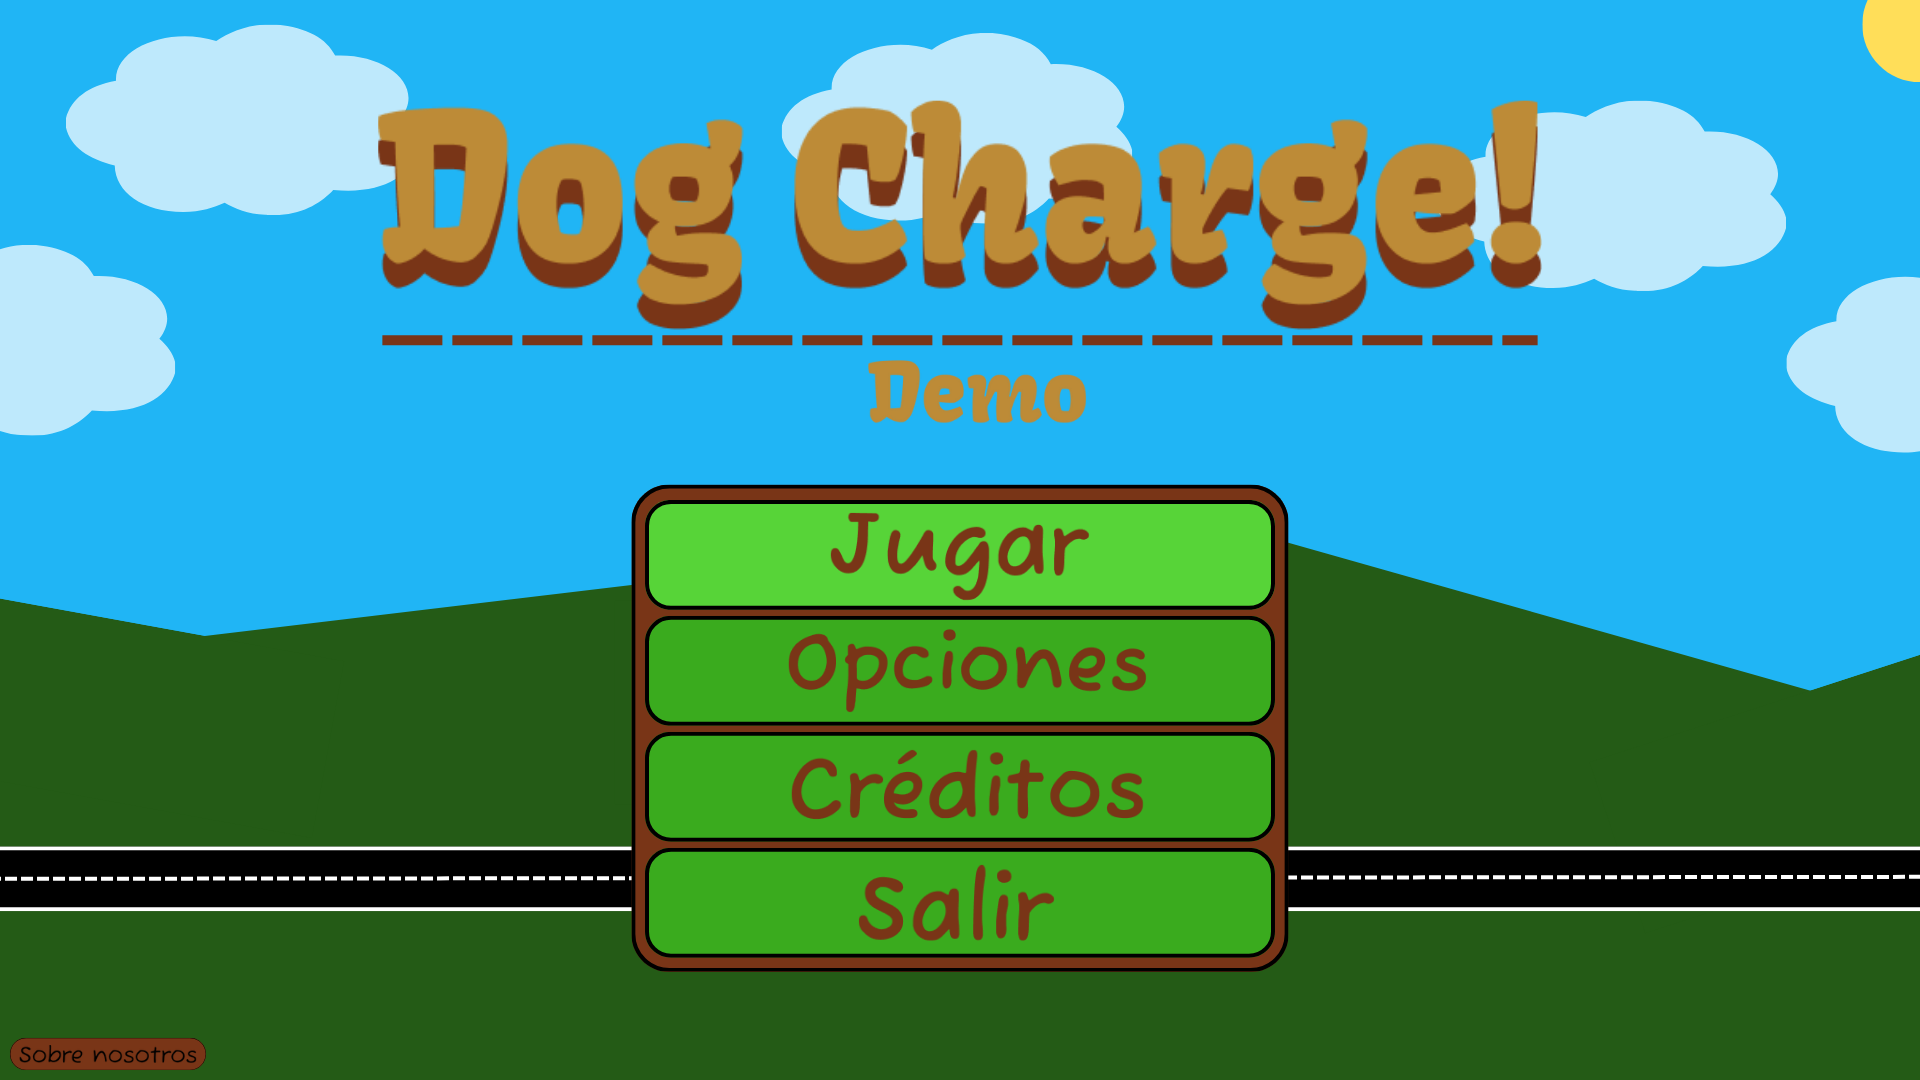 Dog Charge!
Demo
Jugar
Opciones
Créditos
Salir
Sobre nosotros